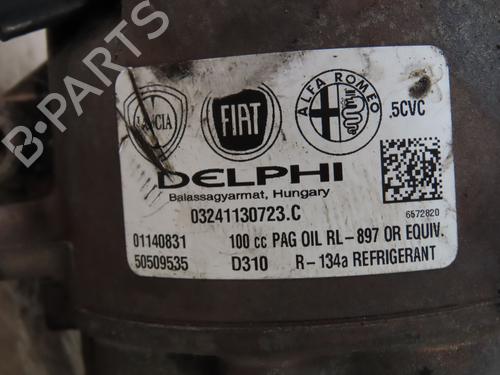 LANCIA FIAT ALFA ROMEO .5CVC
DELPHI
Balassagyarmat, Hungary
03241130723.C
6572820
01140831 100 cc PAG OIL RL-897 OR EQUIV.
50509535 D310 R-134a REFRIGERANT
B-PARTS